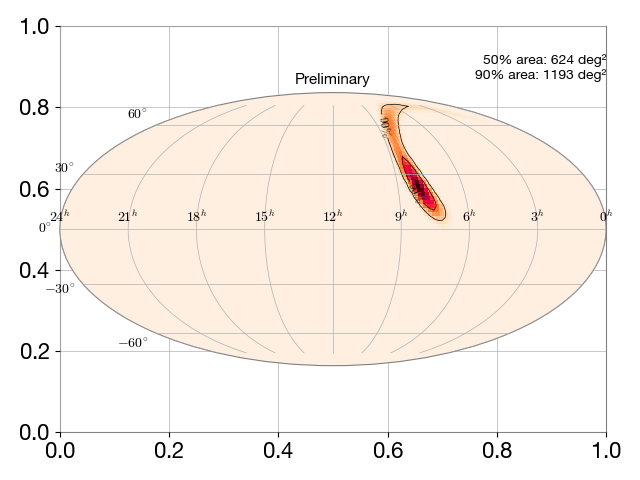 1.0
50% area: 624 deg²
90% area: 1193 deg²
Preliminary
0.8
60°
90%
30°
0.6
24ʰ 21ʰ 18ʰ 15ʰ 12ʰ 9ʰ 6ʰ 3ʰ 0ʰ
0°
0.4
−30°
0.2
−60°
0.0
0.0 0.2 0.4 0.6 0.8 1.0